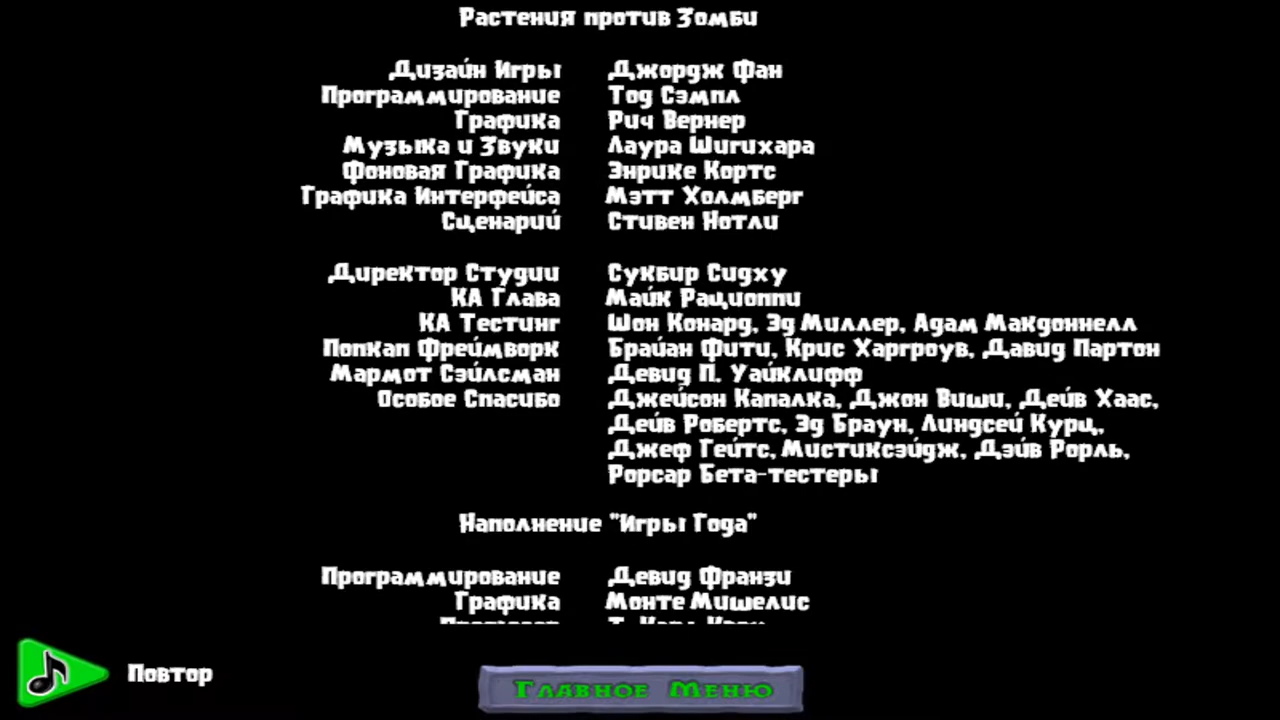 Растения против Зомби
Дизайн Игры Джордж Фан
Программирование Тод Сэмпл
Графика Рич Вернер
Музыка и Звуки Лаура Шигихара
Фоновая Графика Энрике Кортс
Графика Интерфейса Мэтт Холмберг
Сценарий Стивен Нотли
Директор Студии Сукбир Сидху
КА Глава Майк Рациоппи
КА Тестинг Шон Конард, Эд Миллер, Адам Макдоннелл
Попкап Фреймворк Брайан Фити, Крис Харгроув, Давид Партон
Мармот Сэйлсман Девид П. Уайклифф
Особое Спасибо Джейсон Капалка, Джон Виши, Дейв Хаас,
Дейв Робертс, Эд Браун, Линдсей Курц,
Джеф Гейтс, Мистиксэйдж, Дэйв Рорль,
Рорсар Бета-тестеры
Наполнение "Игры Года"
Программирование Девид Франзи
Графика Монте Мишелис
Повтор
Главное Меню